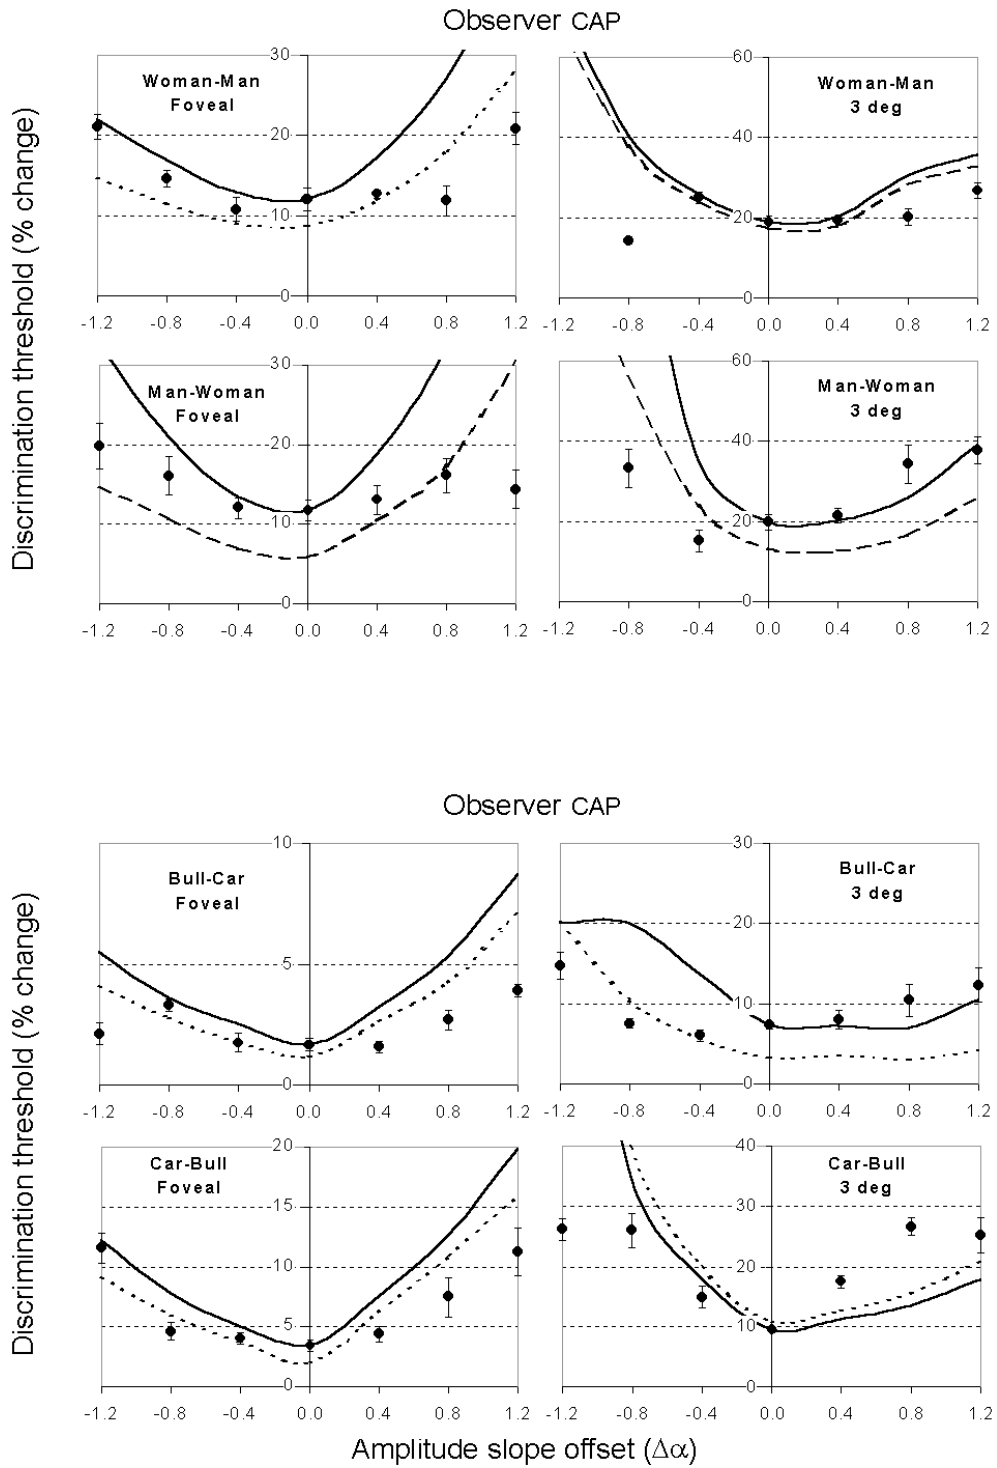 Observer CAP
Discrimination threshold (% change)
30
20
10
0
Woman-Man
Foveal
-1.2 -0.8 -0.4 0.0 0.4 0.8 1.2
60
40
20
0
Woman-Man
3 deg
-1.2 -0.8 -0.4 0.0 0.4 0.8 1.2
30
20
10
0
Man-Woman
Foveal
-1.2 -0.8 -0.4 0.0 0.4 0.8 1.2
60
40
20
0
Man-Woman
3 deg
-1.2 -0.8 -0.4 0.0 0.4 0.8 1.2
Observer CAP
Discrimination threshold (% change)
10
5
0
Bull-Car
Foveal
-1.2 -0.8 -0.4 0.0 0.4 0.8 1.2
30
20
10
0
Bull-Car
3 deg
-1.2 -0.8 -0.4 0.0 0.4 0.8 1.2
20
15
10
5
0
Car-Bull
Foveal
-1.2 -0.8 -0.4 0.0 0.4 0.8 1.2
40
30
20
10
0
Car-Bull
3 deg
-1.2 -0.8 -0.4 0.0 0.4 0.8 1.2
Amplitude slope offset (Δα)